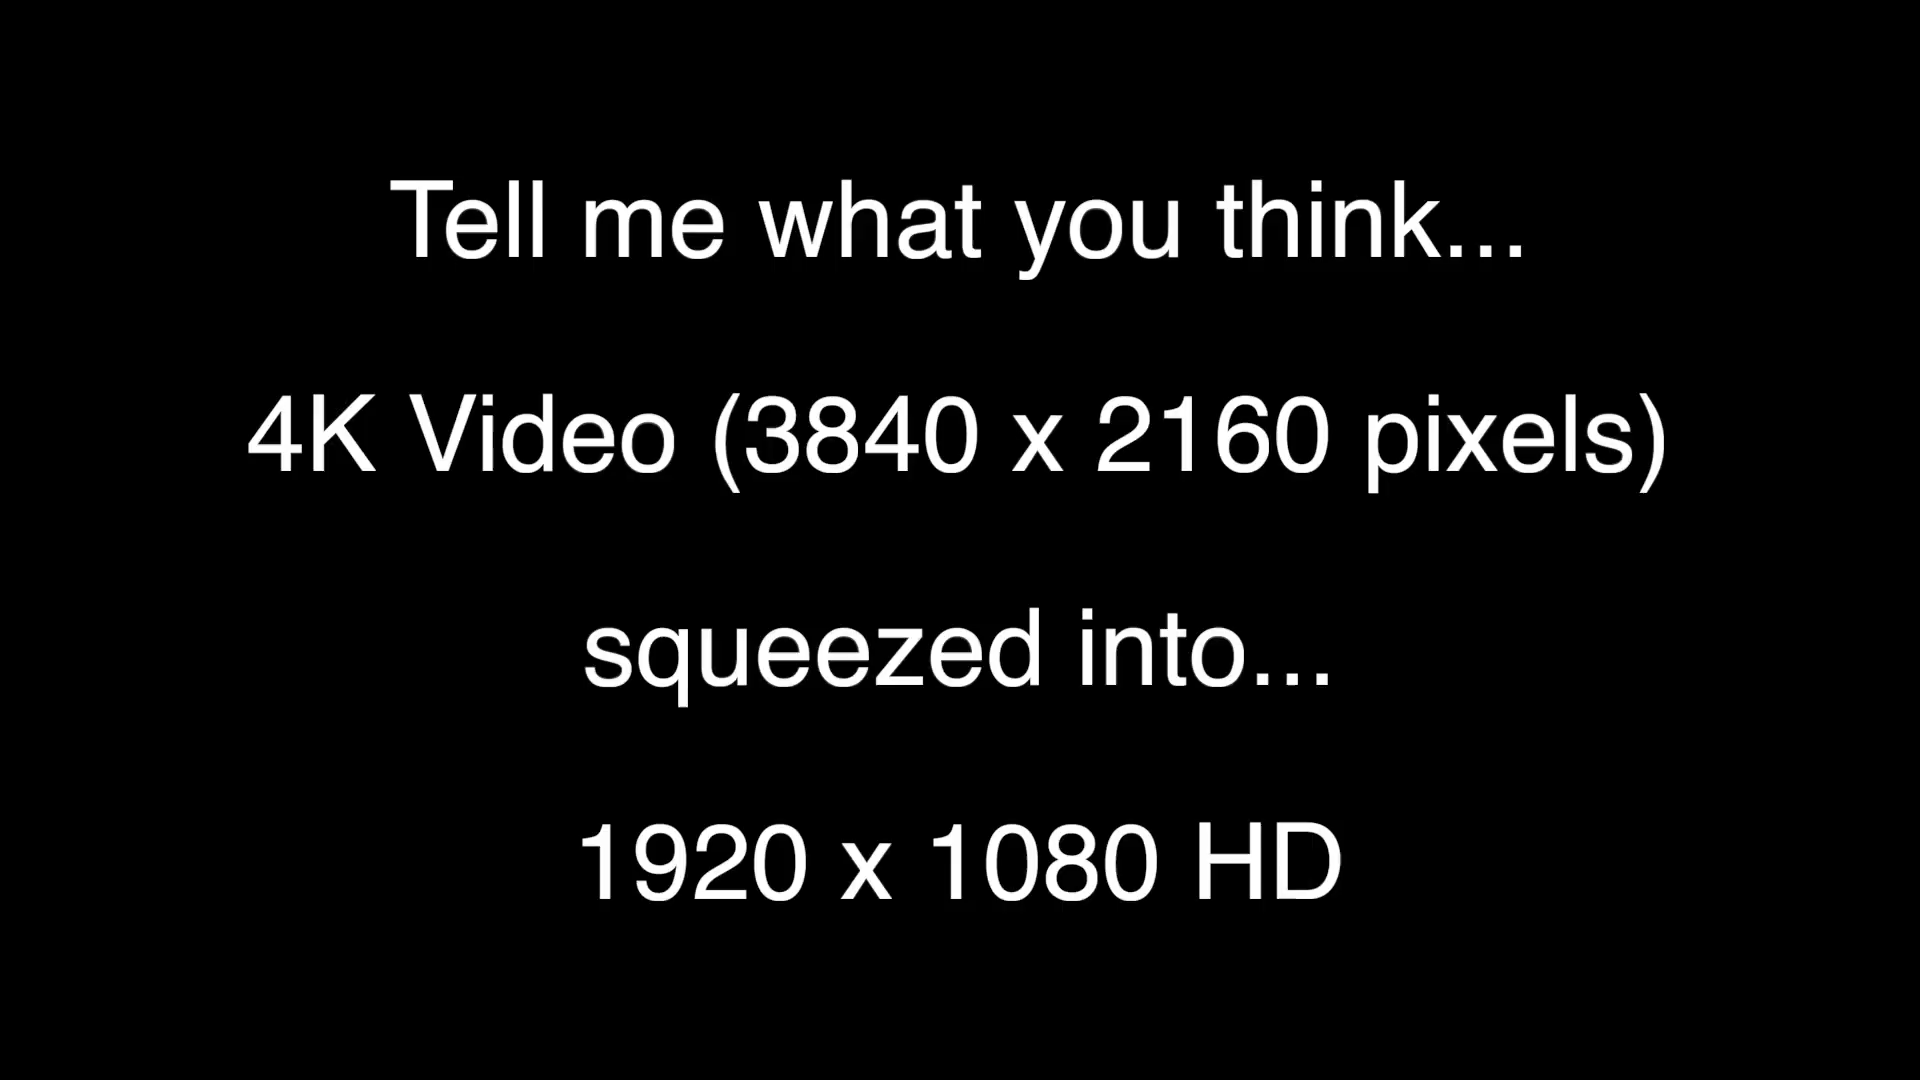 Tell me what you think...
4K Video (3840 x 2160 pixels)
squeezed into...
1920 x 1080 HD